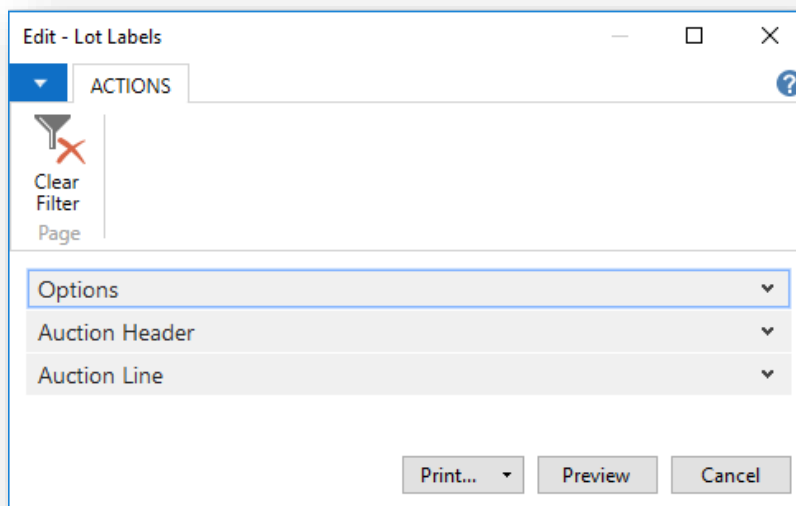 Edit - Lot Labels
ACTIONS
?
Clear
Filter
Page
Options
Auction Header
Auction Line
Print... Preview Cancel